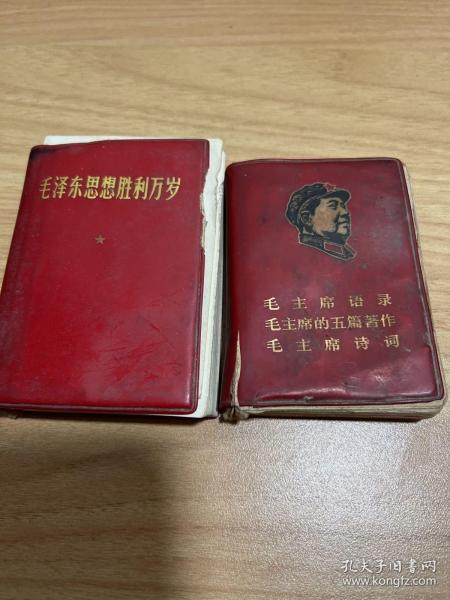 毛泽东思想胜利万岁
毛主席语录
毛主席的五篇著作
毛主席诗词
孔夫子旧书网
www.kongfz.com